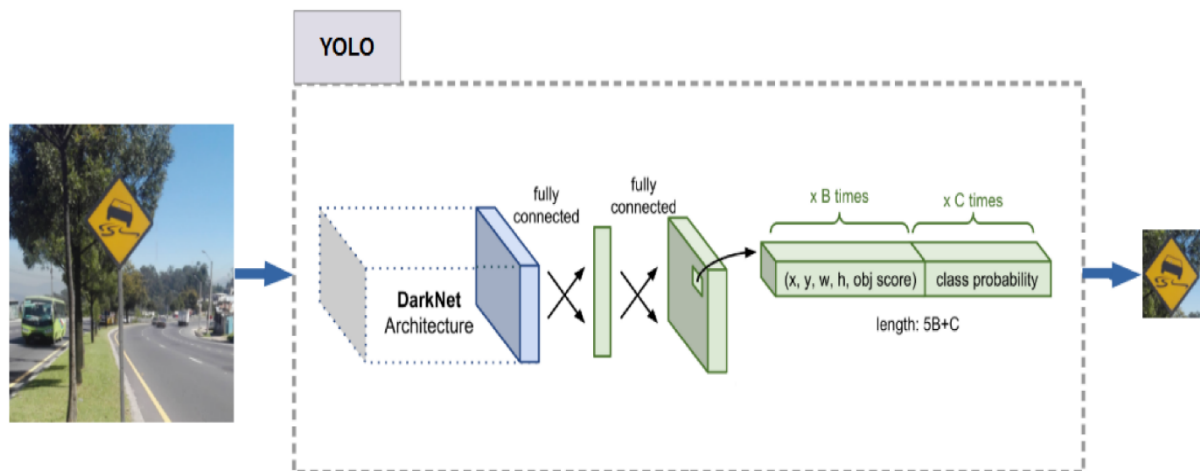 YOLO
fully
connected
fully
connected
x B times
x C times
DarkNet
Architecture
(x, y, w, h, obj score)
class probability
length: 5B+C